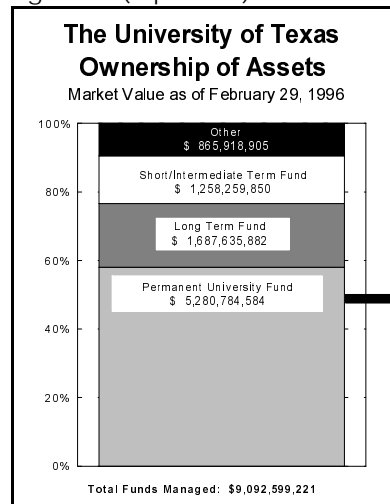 The University of Texas
Ownership of Assets
Market Value as of February 29, 1996
100%
Other
$ 865,918,905
Short/Intermediate Term Fund
$ 1,258,259,850
80%
Long Term Fund
$ 1,687,635,882
60%
Permanent University Fund
$ 5,280,784,584
40%
20%
0%
Total Funds Managed: $9,092,599,221